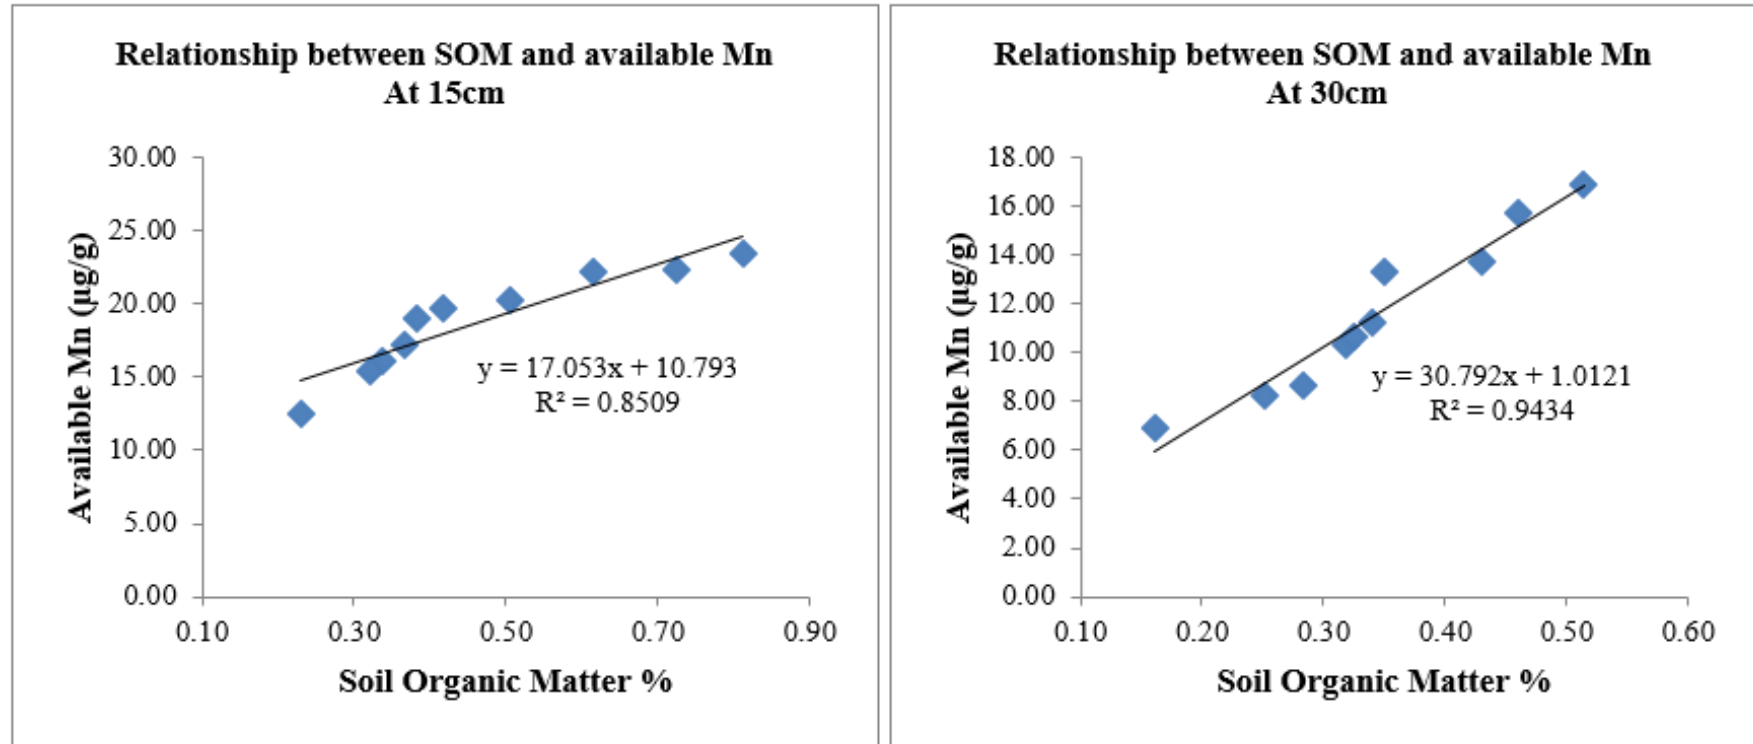 Relationship between SOM and available Mn
At 15cm
30.00
25.00
20.00
15.00
10.00
5.00
0.00
Available Mn (µg/g)
y = 17.053x + 10.793
R² = 0.8509
0.10 0.30 0.50 0.70 0.90
Soil Organic Matter %
Relationship between SOM and available Mn
At 30cm
18.00
16.00
14.00
12.00
10.00
8.00
6.00
4.00
2.00
0.00
Available Mn (µg/g)
y = 30.792x + 1.0121
R² = 0.9434
0.10 0.20 0.30 0.40 0.50 0.60
Soil Organic Matter %